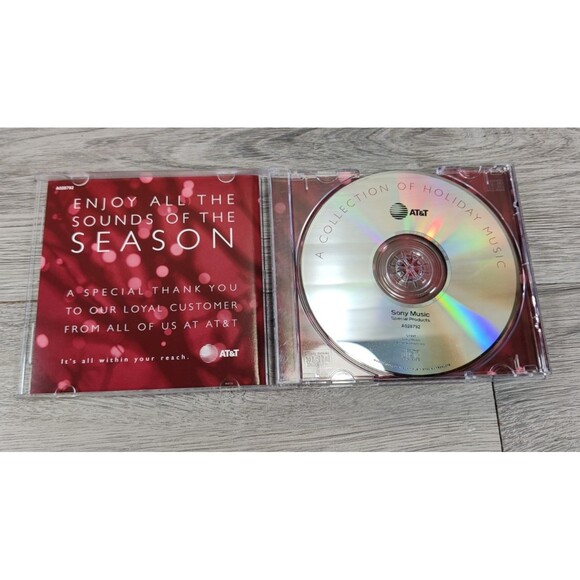 ENJOY ALL THE
SOUNDS OF THE
SEASON
A SPECIAL THANK YOU
TO OUR LOYAL CUSTOMER
FROM ALL OF US AT AT&T
It's all within your reach.
AT&T
A COLLECTION OF HOLIDAY MUSIC
AT&T
Sony Music
Special Products